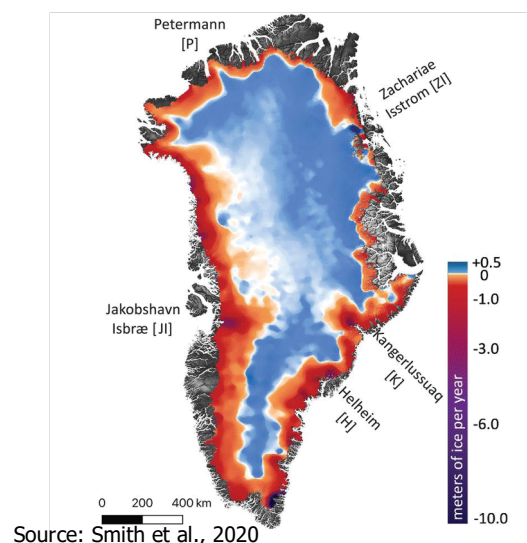 Petermann
[P]
Zachariae
Isstrom [ZI]
Jakobshavn
Isbræ [JI]
Kangerlussuaq
[K]
Helheim
[H]
+0.5
0
-1.0
-3.0
-6.0
-10.0
meters of ice per year
0 200 400 km
Source: Smith et al., 2020